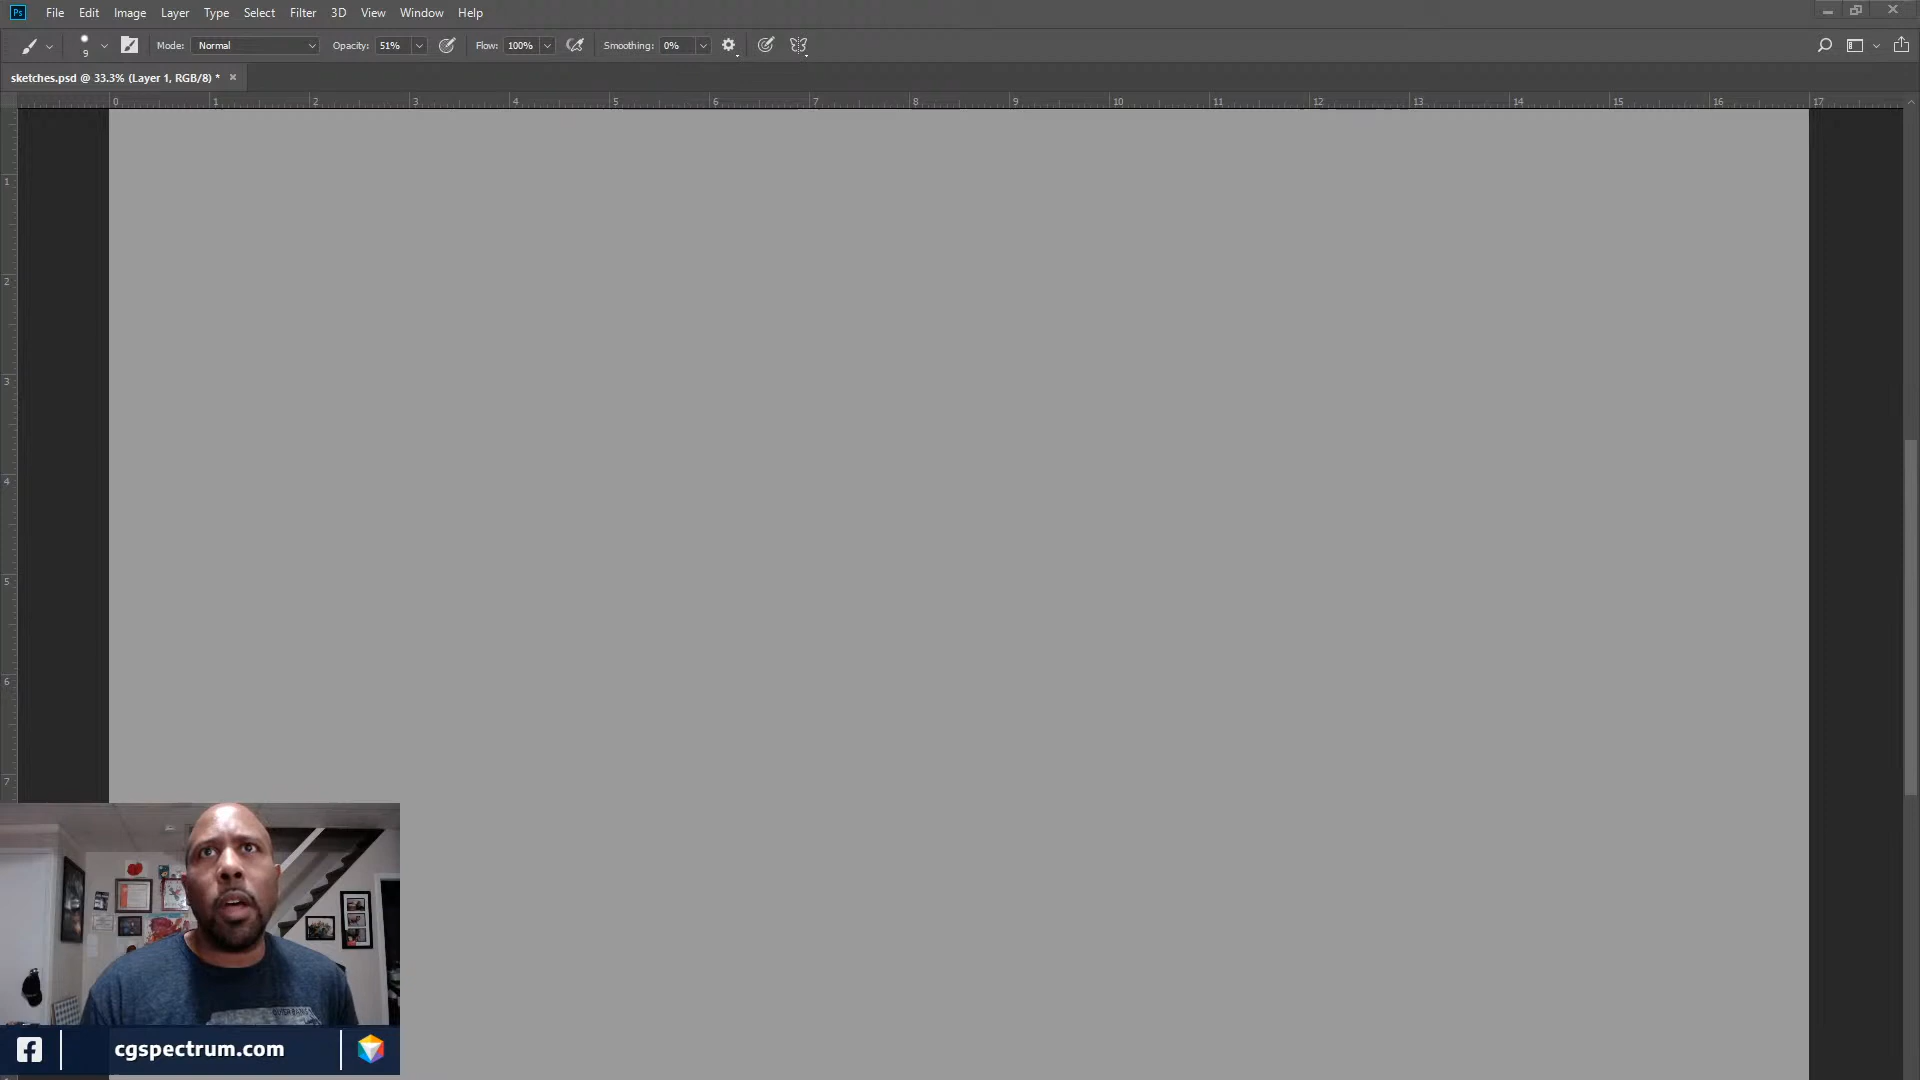 Ps File Edit Image Layer Type Select Filter 3D View Window Help
9 Mode: Normal Opacity: 51% Flow: 100% Smoothing: 0%
sketches.psd @ 33.3% (Layer 1, RGB/8) * ×
0 1 2 3 4 5 6 7 8 9 10 11 12 13 14 15 16 17
1
2
3
4
5
6
7
cgspectrum.com